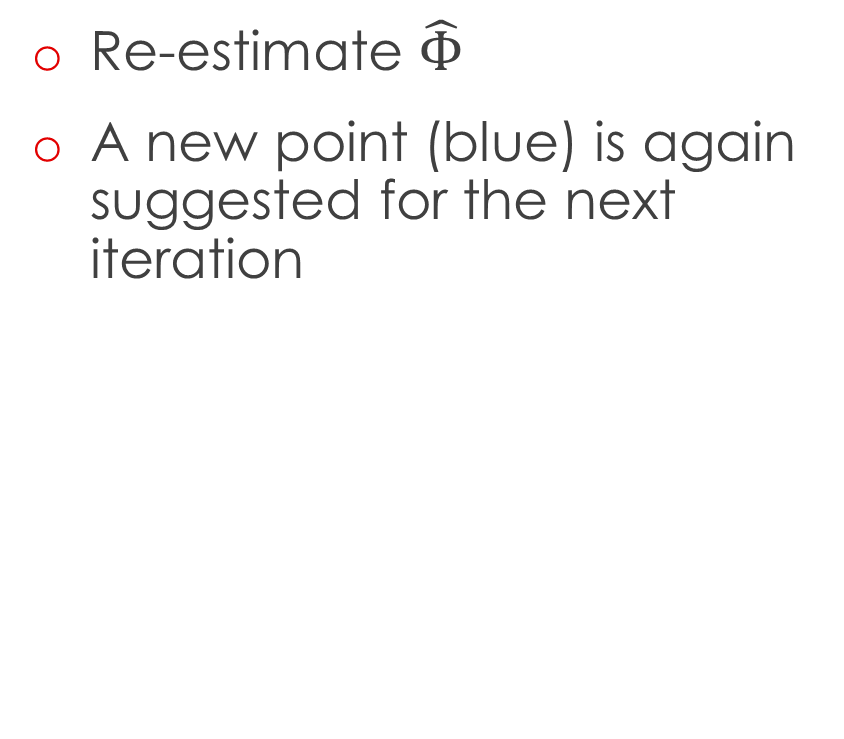 o Re-estimate Φ̂
o A new point (blue) is again
suggested for the next
iteration